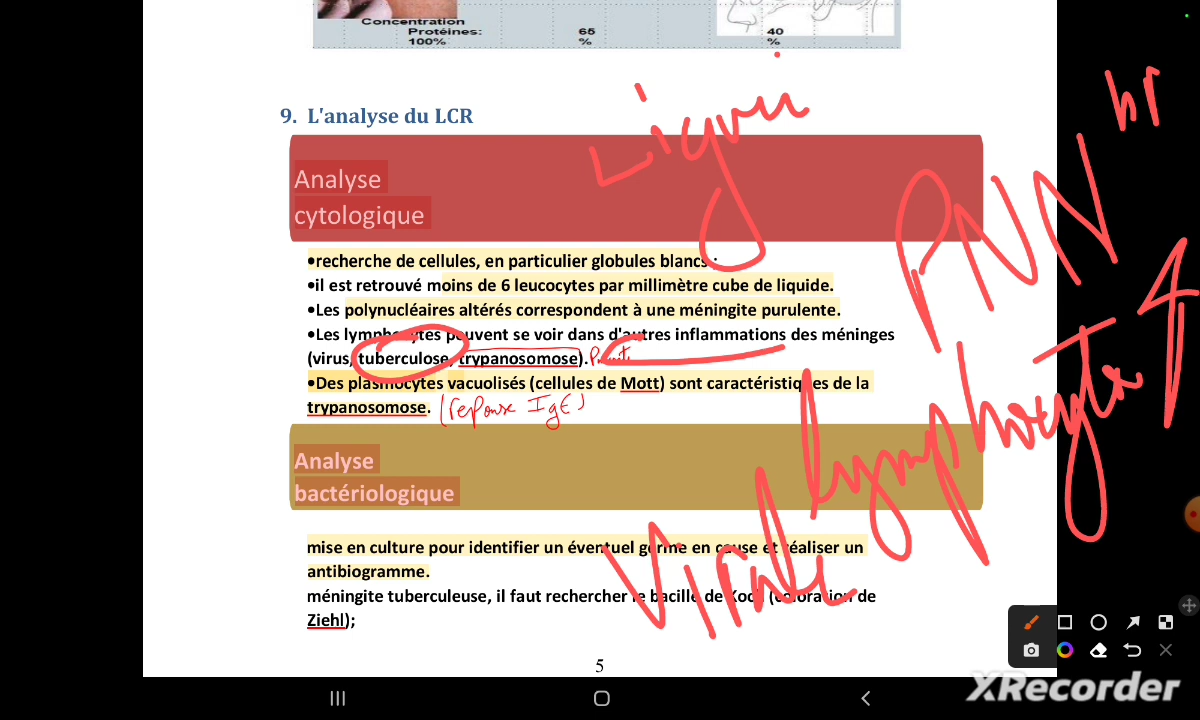 Concentration
Protéines:
100%
65
%
40
%
9. L'analyse du LCR
Liqui
PNN
Analyse
cytologique
•recherche de cellules, en particulier globules blancs :
•il est retrouvé moins de 6 leucocytes par millimètre cube de liquide.
•Les polynucléaires altérés correspondent à une méningite purulente.
•Les lymphocytes peuvent se voir dans d'autres inflammations des méninges
(virus, tuberculose, trypanosomose).
•Des plasmocytes vacuolisés (cellules de Mott) sont caractéristiques de la
trypanosomose. (reponse IgE)
lymphocytes ↑
Virale
Analyse
bactériologique
mise en culture pour identifier un éventuel germe en cause et réaliser un
antibiogramme.
méningite tuberculeuse, il faut rechercher le bacille de Koch (coloration de
Ziehl);
5
XRecorder